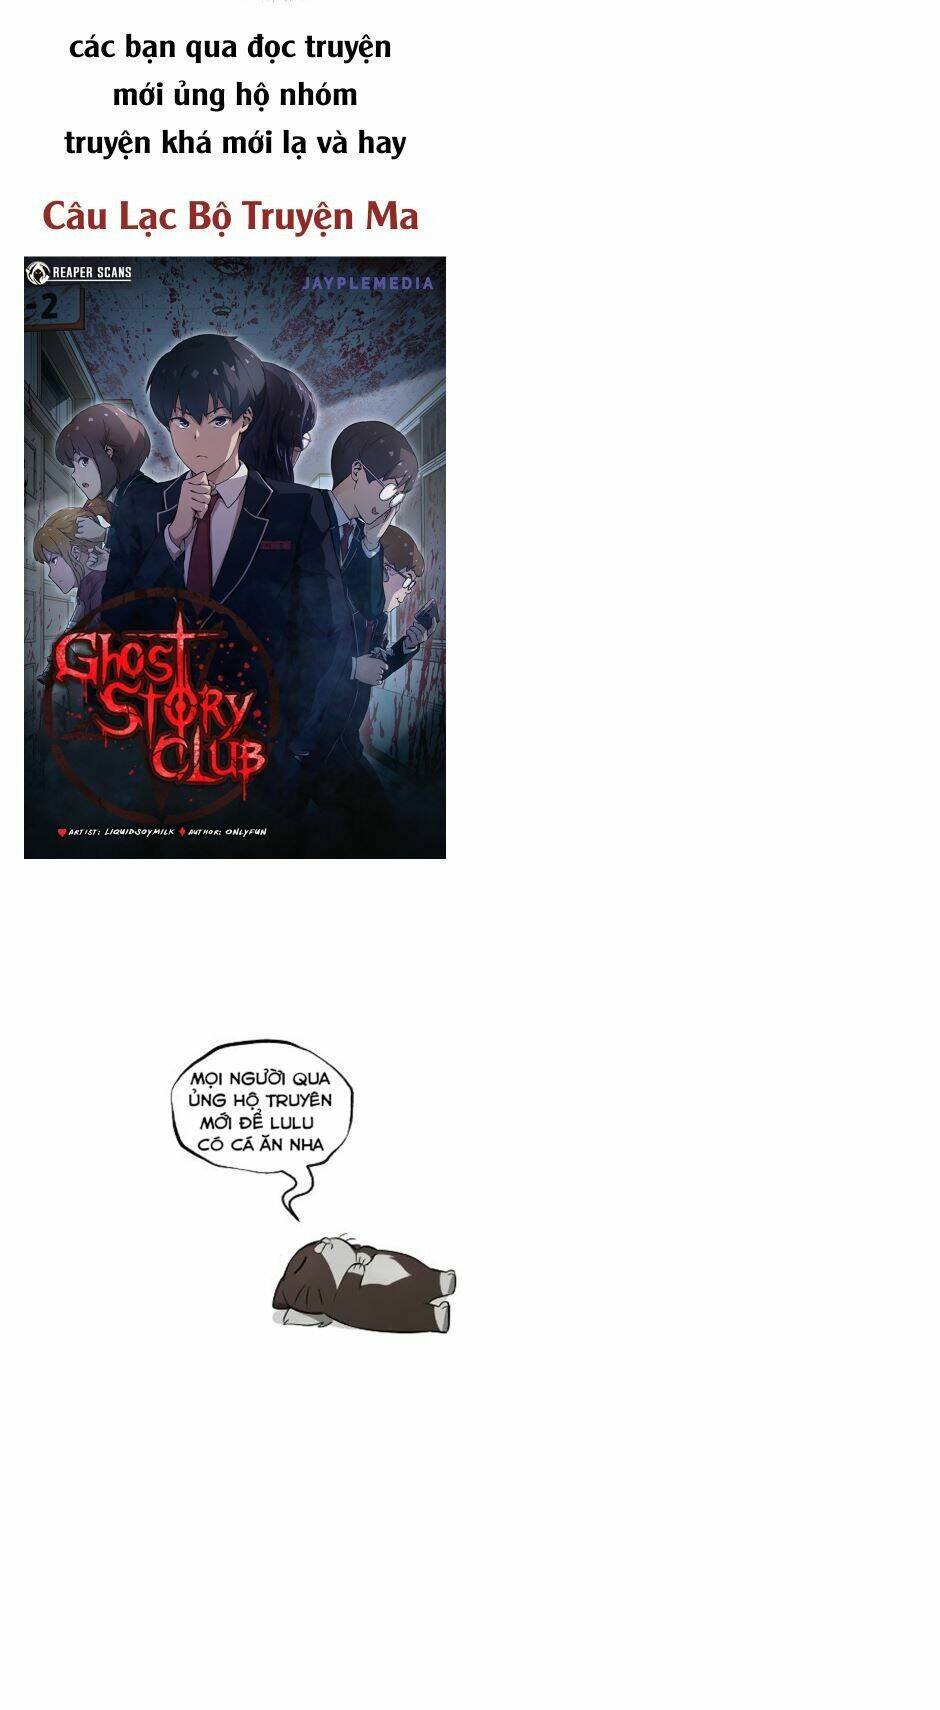 các bạn qua đọc truyện
mới ủng hộ nhóm
truyện khá mới lạ và hay
Câu Lạc Bộ Truyện Ma
REAPER SCANS
JAYPLEMEDIA
-2
GHOST
STORY
CLUB
ARTIST: LIQUIDSOYMILK AUTHOR: ONLYFUN
MỌI NGƯỜI QUA
ỦNG HỘ TRUYÊN
MỚI ĐỂ LULU
CÓ CÁ ĂN NHA